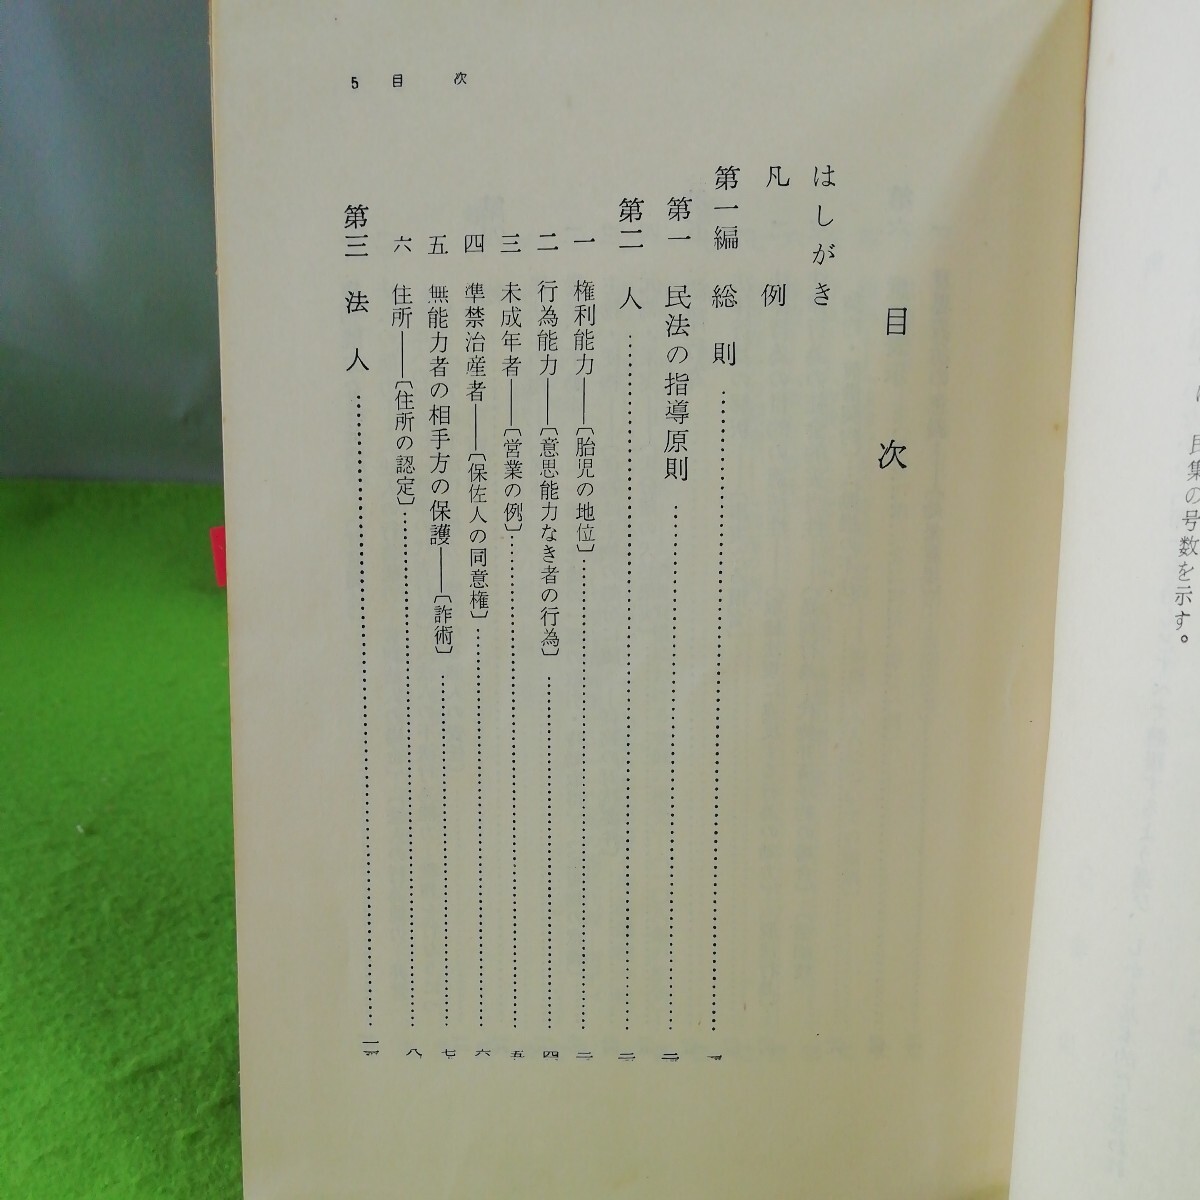 民集の号数を示す。
5 目 次
目 次
はしがき
凡 例
第一編 総 則
第一 民法の指導原則
第二 人
一 権利能力――〔胎児の地位〕
二 行為能力――〔意思能力なき者の行為〕 四
三 未成年者――〔営業の例〕 五
四 準禁治産者――〔保佐人の同意権〕 六
五 無能力者の相手方の保護――〔詐術〕 七
六 住所――〔住所の認定〕 八
第三 法 人